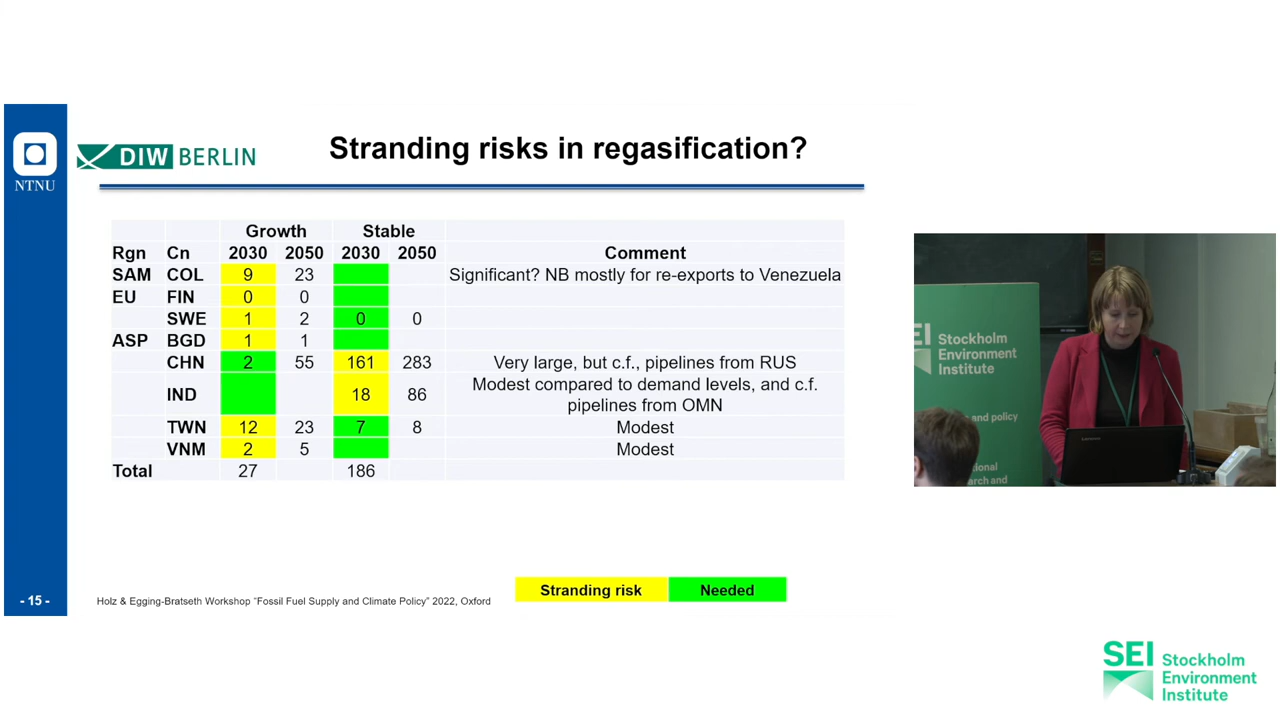 Stranding risks in regasification?
NTNU
DIW BERLIN
Growth Stable
Rgn Cn 2030 2050 2030 2050 Comment
SAM COL 9 23 Significant? NB mostly for re-exports to Venezuela
EU FIN 0 0
SWE 1 2 0 0
ASP BGD 1 1
CHN 2 55 161 283 Very large, but c.f., pipelines from RUS
IND 18 86 Modest compared to demand levels, and c.f.
pipelines from OMN
TWN 12 23 7 8 Modest
VNM 2 5 Modest
Total 27 186
Stranding risk Needed
- 15 -
Holz & Egging-Bratseth Workshop "Fossil Fuel Supply and Climate Policy" 2022, Oxford
EI Stockholm
Environment
Institute
and policy
search and
SEI Stockholm
Environment
Institute